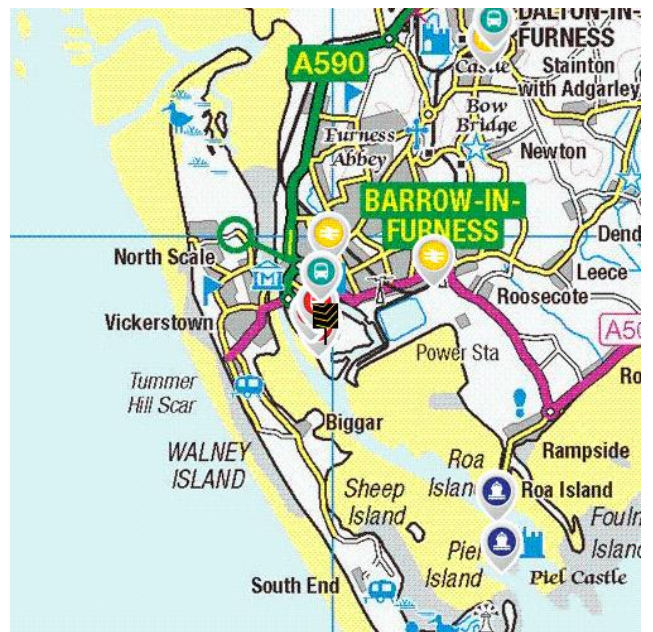 DALTON-IN-
FURNESS
A590
Castle
Stainton
with Adgarley
Bow
Bridge
Furness
Abbey
Newton
BARROW-IN-
FURNESS
Dend
North Scale
M
Leece
Roosecote
Vickerstown
A50
Power Sta
Tummer
Hill Scar
Ro
Biggar
WALNEY
ISLAND
Rampside
Roa
Island
Roa Island
Sheep
Island
Fouln
Island
Piel
Island
Piel Castle
South End